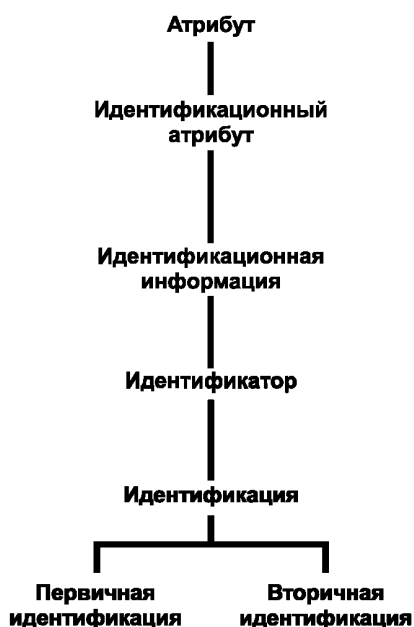 Атрибут
Идентификационный
атрибут
Идентификационная
информация
Идентификатор
Идентификация
Первичная
идентификация
Вторичная
идентификация